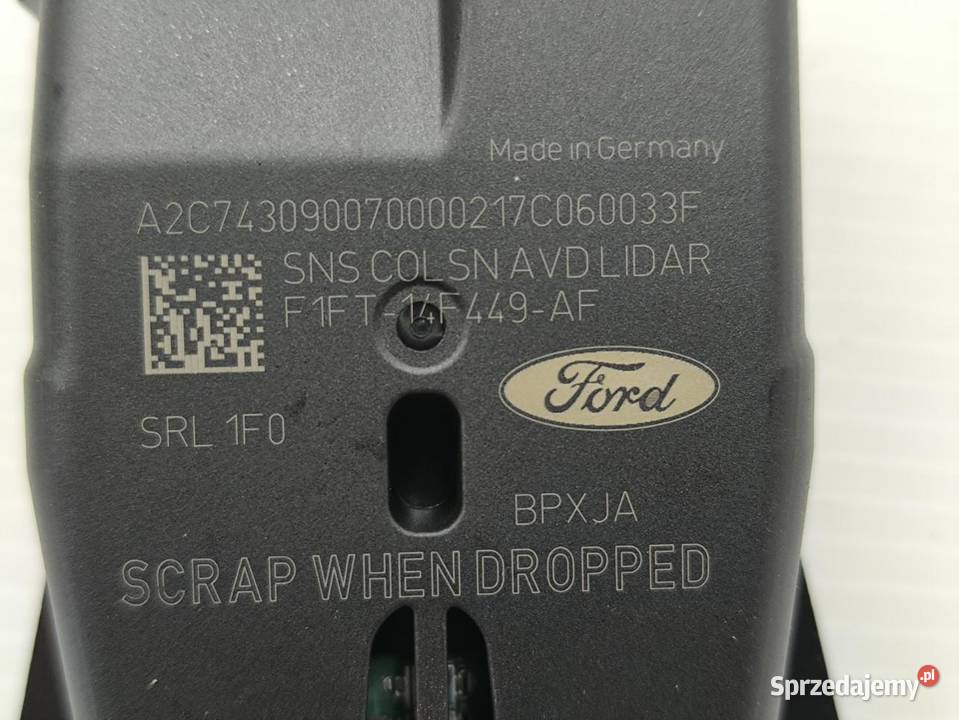 Made in Germany
A2C743090070000217C060033F
SNS COLSN AVD LIDAR
F1FT-14F449-AF
Ford
SRL 1F0
BPXJA
SCRAP WHEN DROPPED
Sprzedajemy.pl